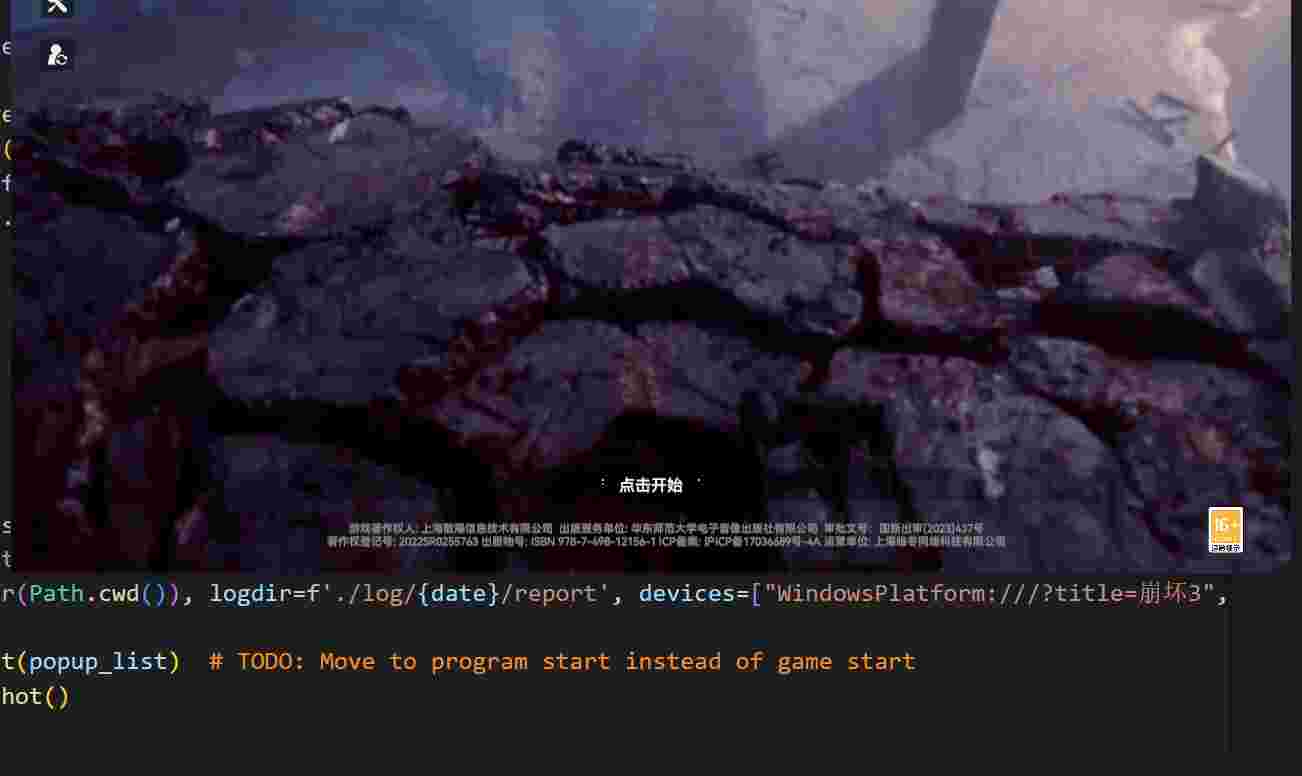 e
e
(
f
.
点击开始
游戏著作权人: 上海散爆信息技术有限公司 出版服务单位: 华东师范大学电子音像出版社有限公司 审批文号: 国新出审[2023]437号
著作权登记号: 2022SR0255763 出版物号: ISBN 978-7-498-12156-1 ICP备案: 沪ICP备17036689号-4A 运营单位: 上海暗夸网络科技有限公司
16+
适龄提示
s
t
r(Path.cwd()), logdir=f'./log/{date}/report', devices=["WindowsPlatform:///?title=崩坏3",
t(popup_list)  # TODO: Move to program start instead of game start
hot()